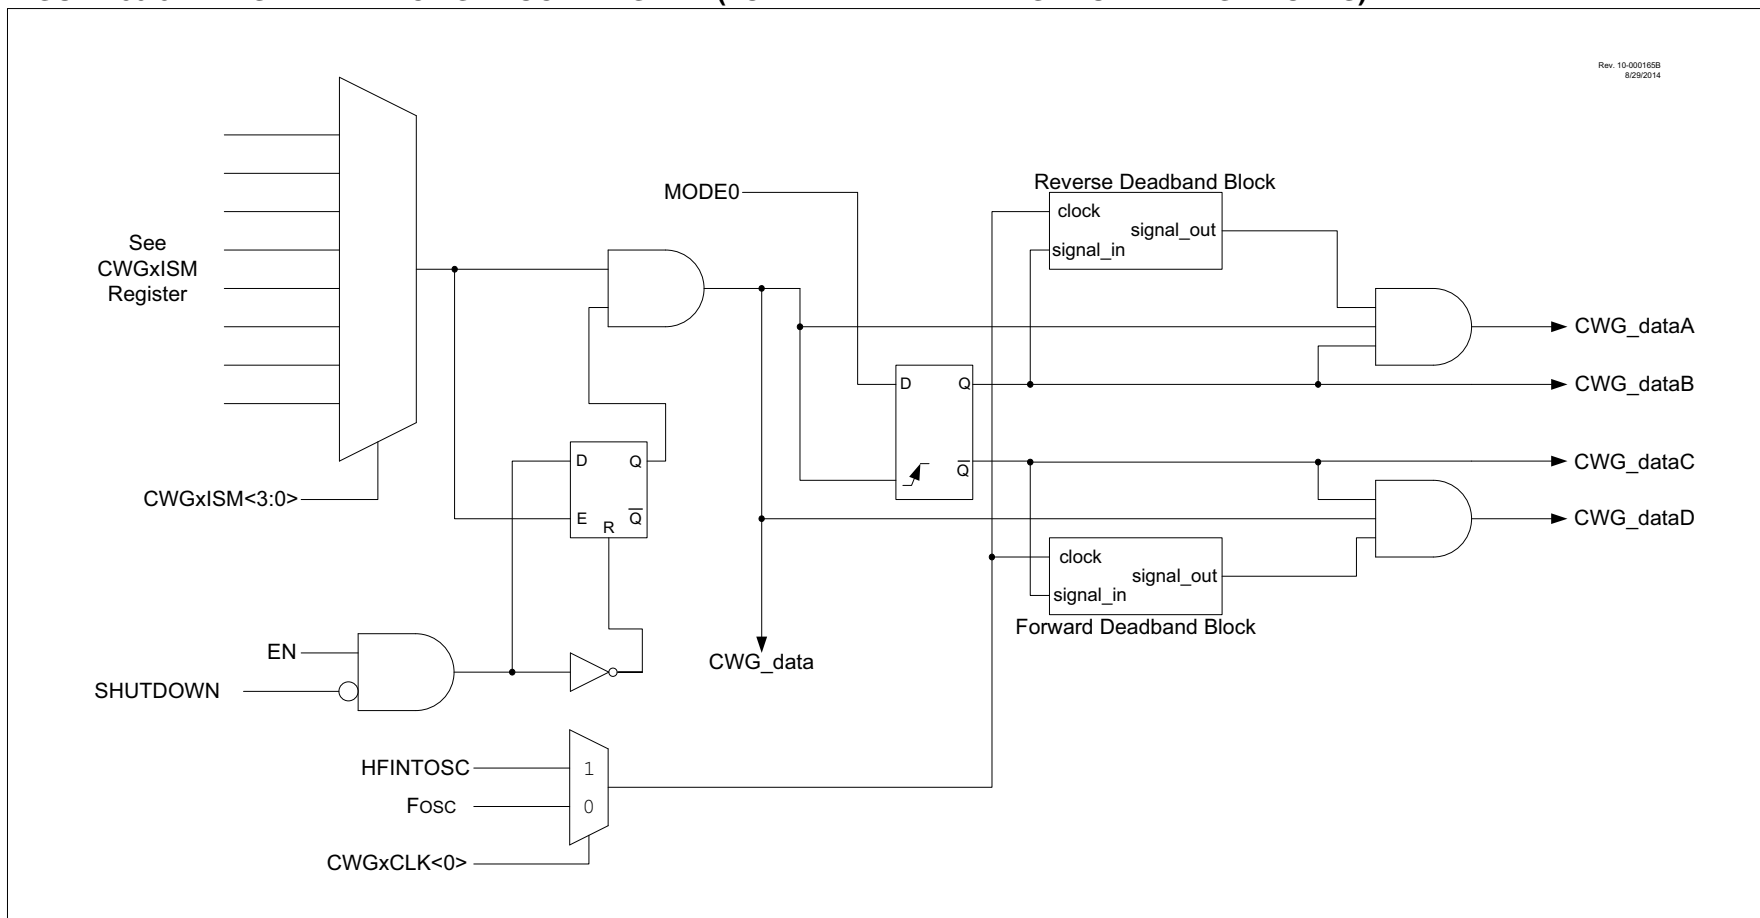 Rev. 10-000165B
8/29/2014
See
CWGxISM
Register
CWGxISM<3:0>
MODE0
Reverse Deadband Block
clock
signal_in
signal_out
D
Q
Q
D
Q
E
R
Q
CWG_dataA
CWG_dataB
CWG_dataC
CWG_dataD
clock
signal_out
signal_in
Forward Deadband Block
EN
SHUTDOWN
CWG_data
HFINTOSC
1
FOSC
0
CWGxCLK<0>